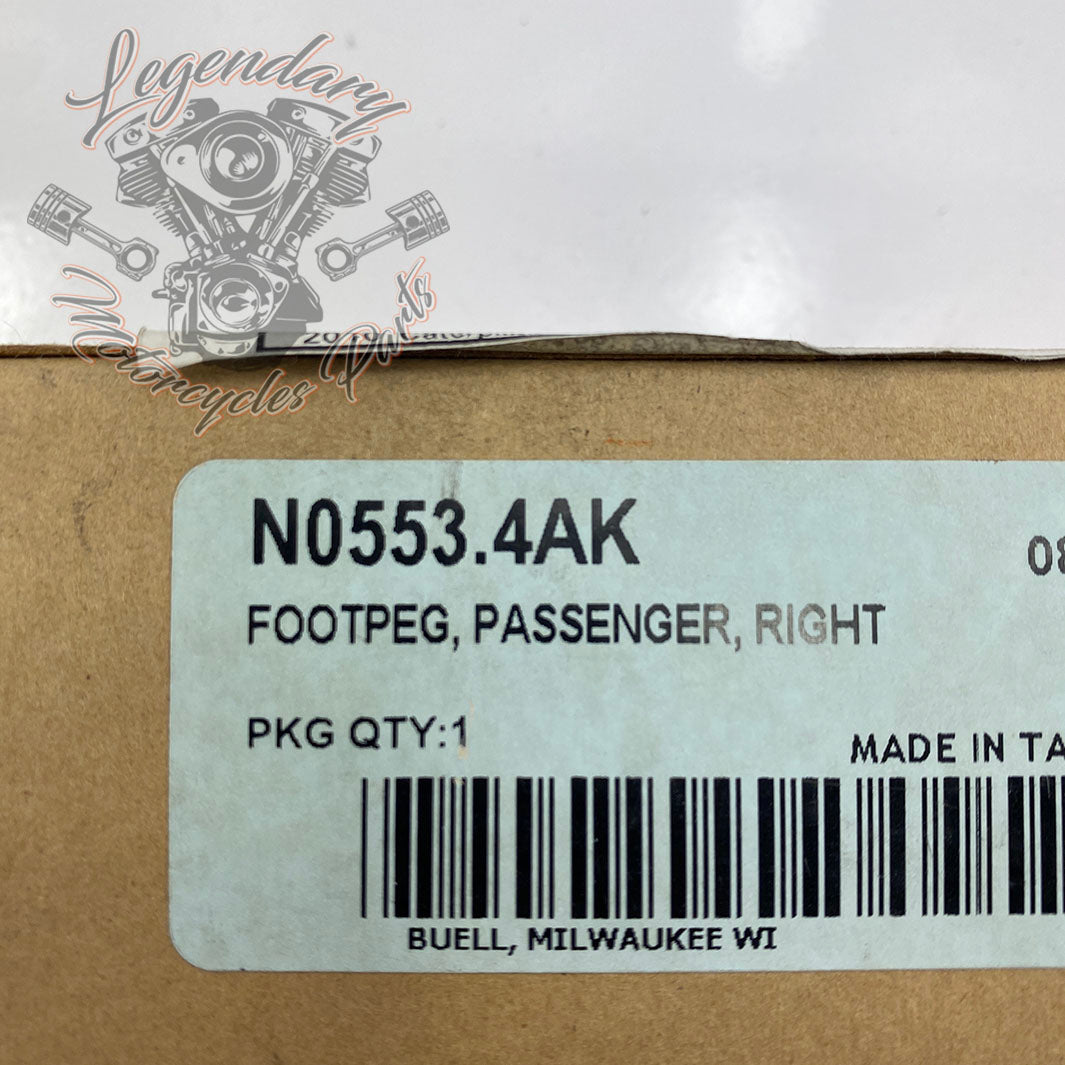 Legendary
Motorcycles Parts
N0553.4AK
08
FOOTPEG, PASSENGER, RIGHT
PKG QTY:1
MADE IN TA
BUELL, MILWAUKEE WI